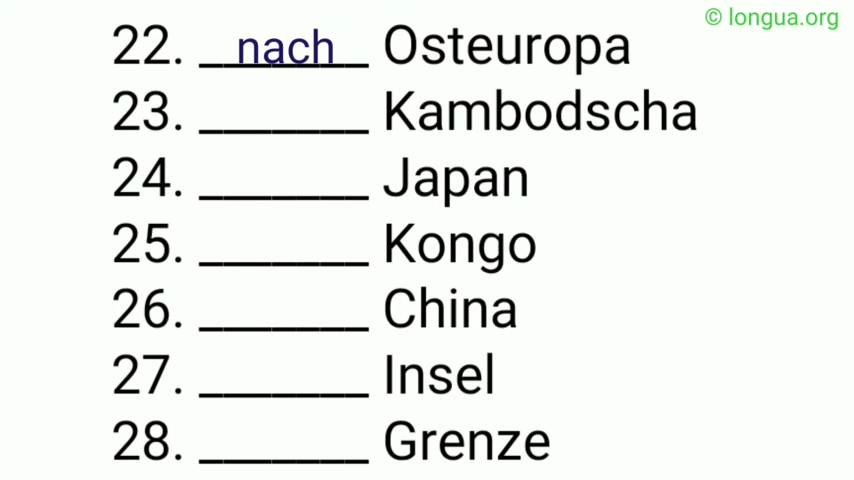 © longua.org
22. _______ nach Osteuropa
23. _______ Kambodscha
24. _______ Japan
25. _______ Kongo
26. _______ China
27. _______ Insel
28. _______ Grenze